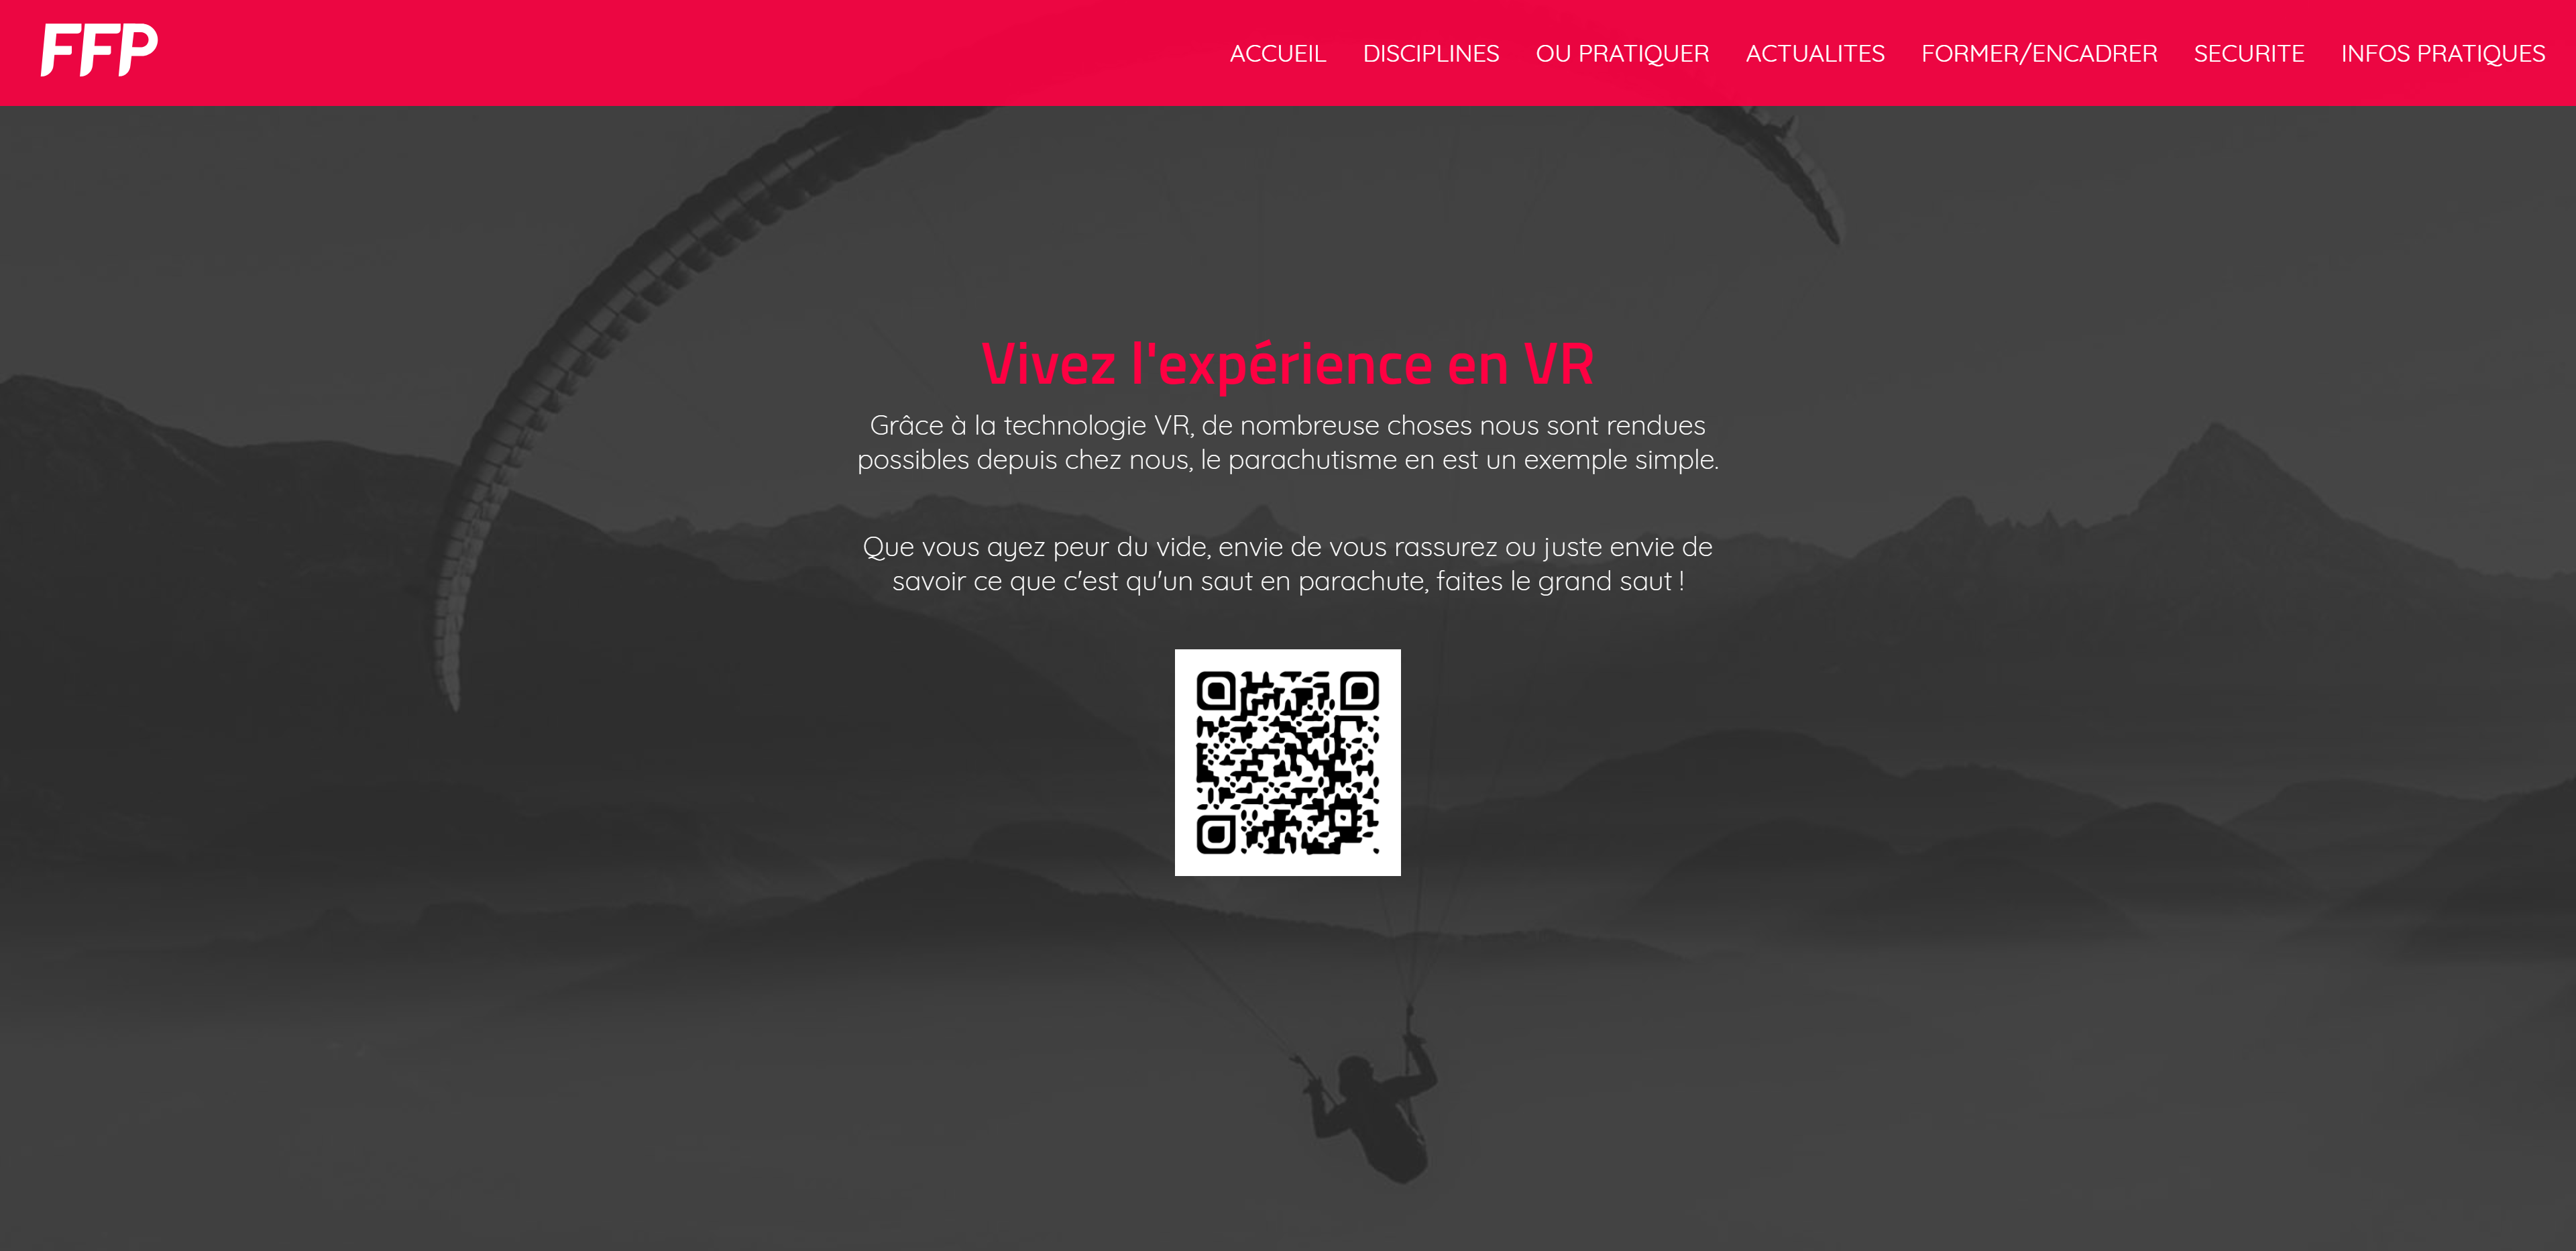 FFP
ACCUEIL DISCIPLINES OU PRATIQUER ACTUALITES FORMER/ENCADRER SECURITE INFOS PRATIQUES
Vivez l'expérience en VR
Grâce à la technologie VR, de nombreuse choses nous sont rendues
possibles depuis chez nous, le parachutisme en est un exemple simple.
Que vous ayez peur du vide, envie de vous rassurez ou juste envie de
savoir ce que c'est qu'un saut en parachute, faites le grand saut !